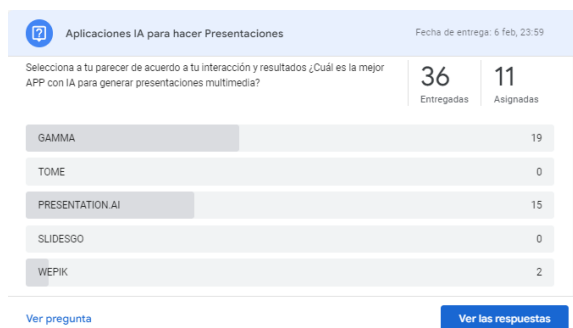 Aplicaciones IA para hacer Presentaciones
Fecha de entrega: 6 feb, 23:59
Selecciona a tu parecer de acuerdo a tu interacción y resultados ¿Cuál es la mejor
APP con IA para generar presentaciones multimedia?
36
Entregadas
11
Asignadas
GAMMA 19
TOME 0
PRESENTATION.AI 15
SLIDESGO 0
WEPIK 2
Ver pregunta
Ver las respuestas